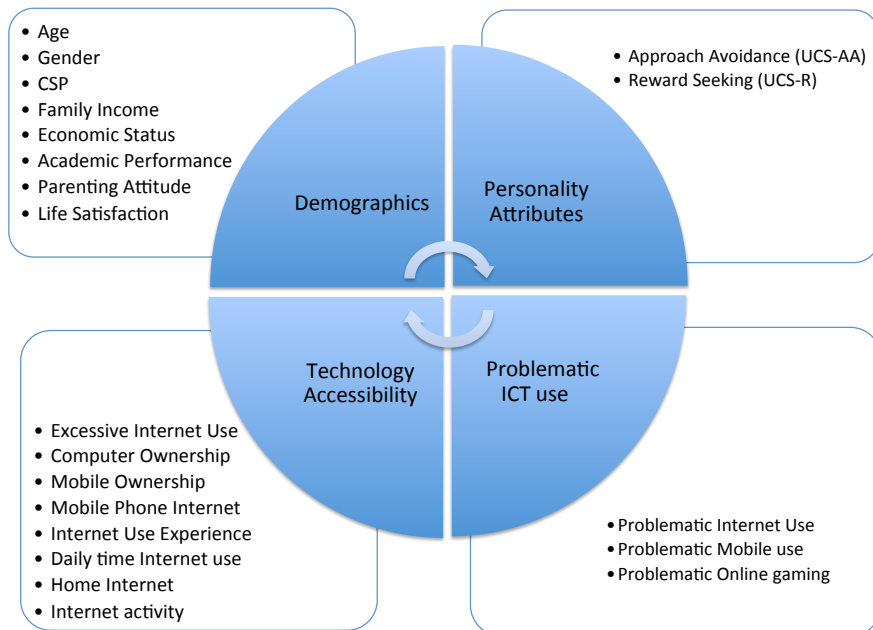 • Age
• Gender
• CSP
• Family Income
• Economic Status
• Academic Performance
• Parenting Attitude
• Life Satisfaction
Demographics
• Approach Avoidance (UCS-AA)
• Reward Seeking (UCS-R)
Personality
Attributes
Technology
Accessibility
• Excessive Internet Use
• Computer Ownership
• Mobile Ownership
• Mobile Phone Internet
• Internet Use Experience
• Daily time Internet use
• Home Internet
• Internet activity
Problematic
ICT use
• Problematic Internet Use
• Problematic Mobile use
• Problematic Online gaming